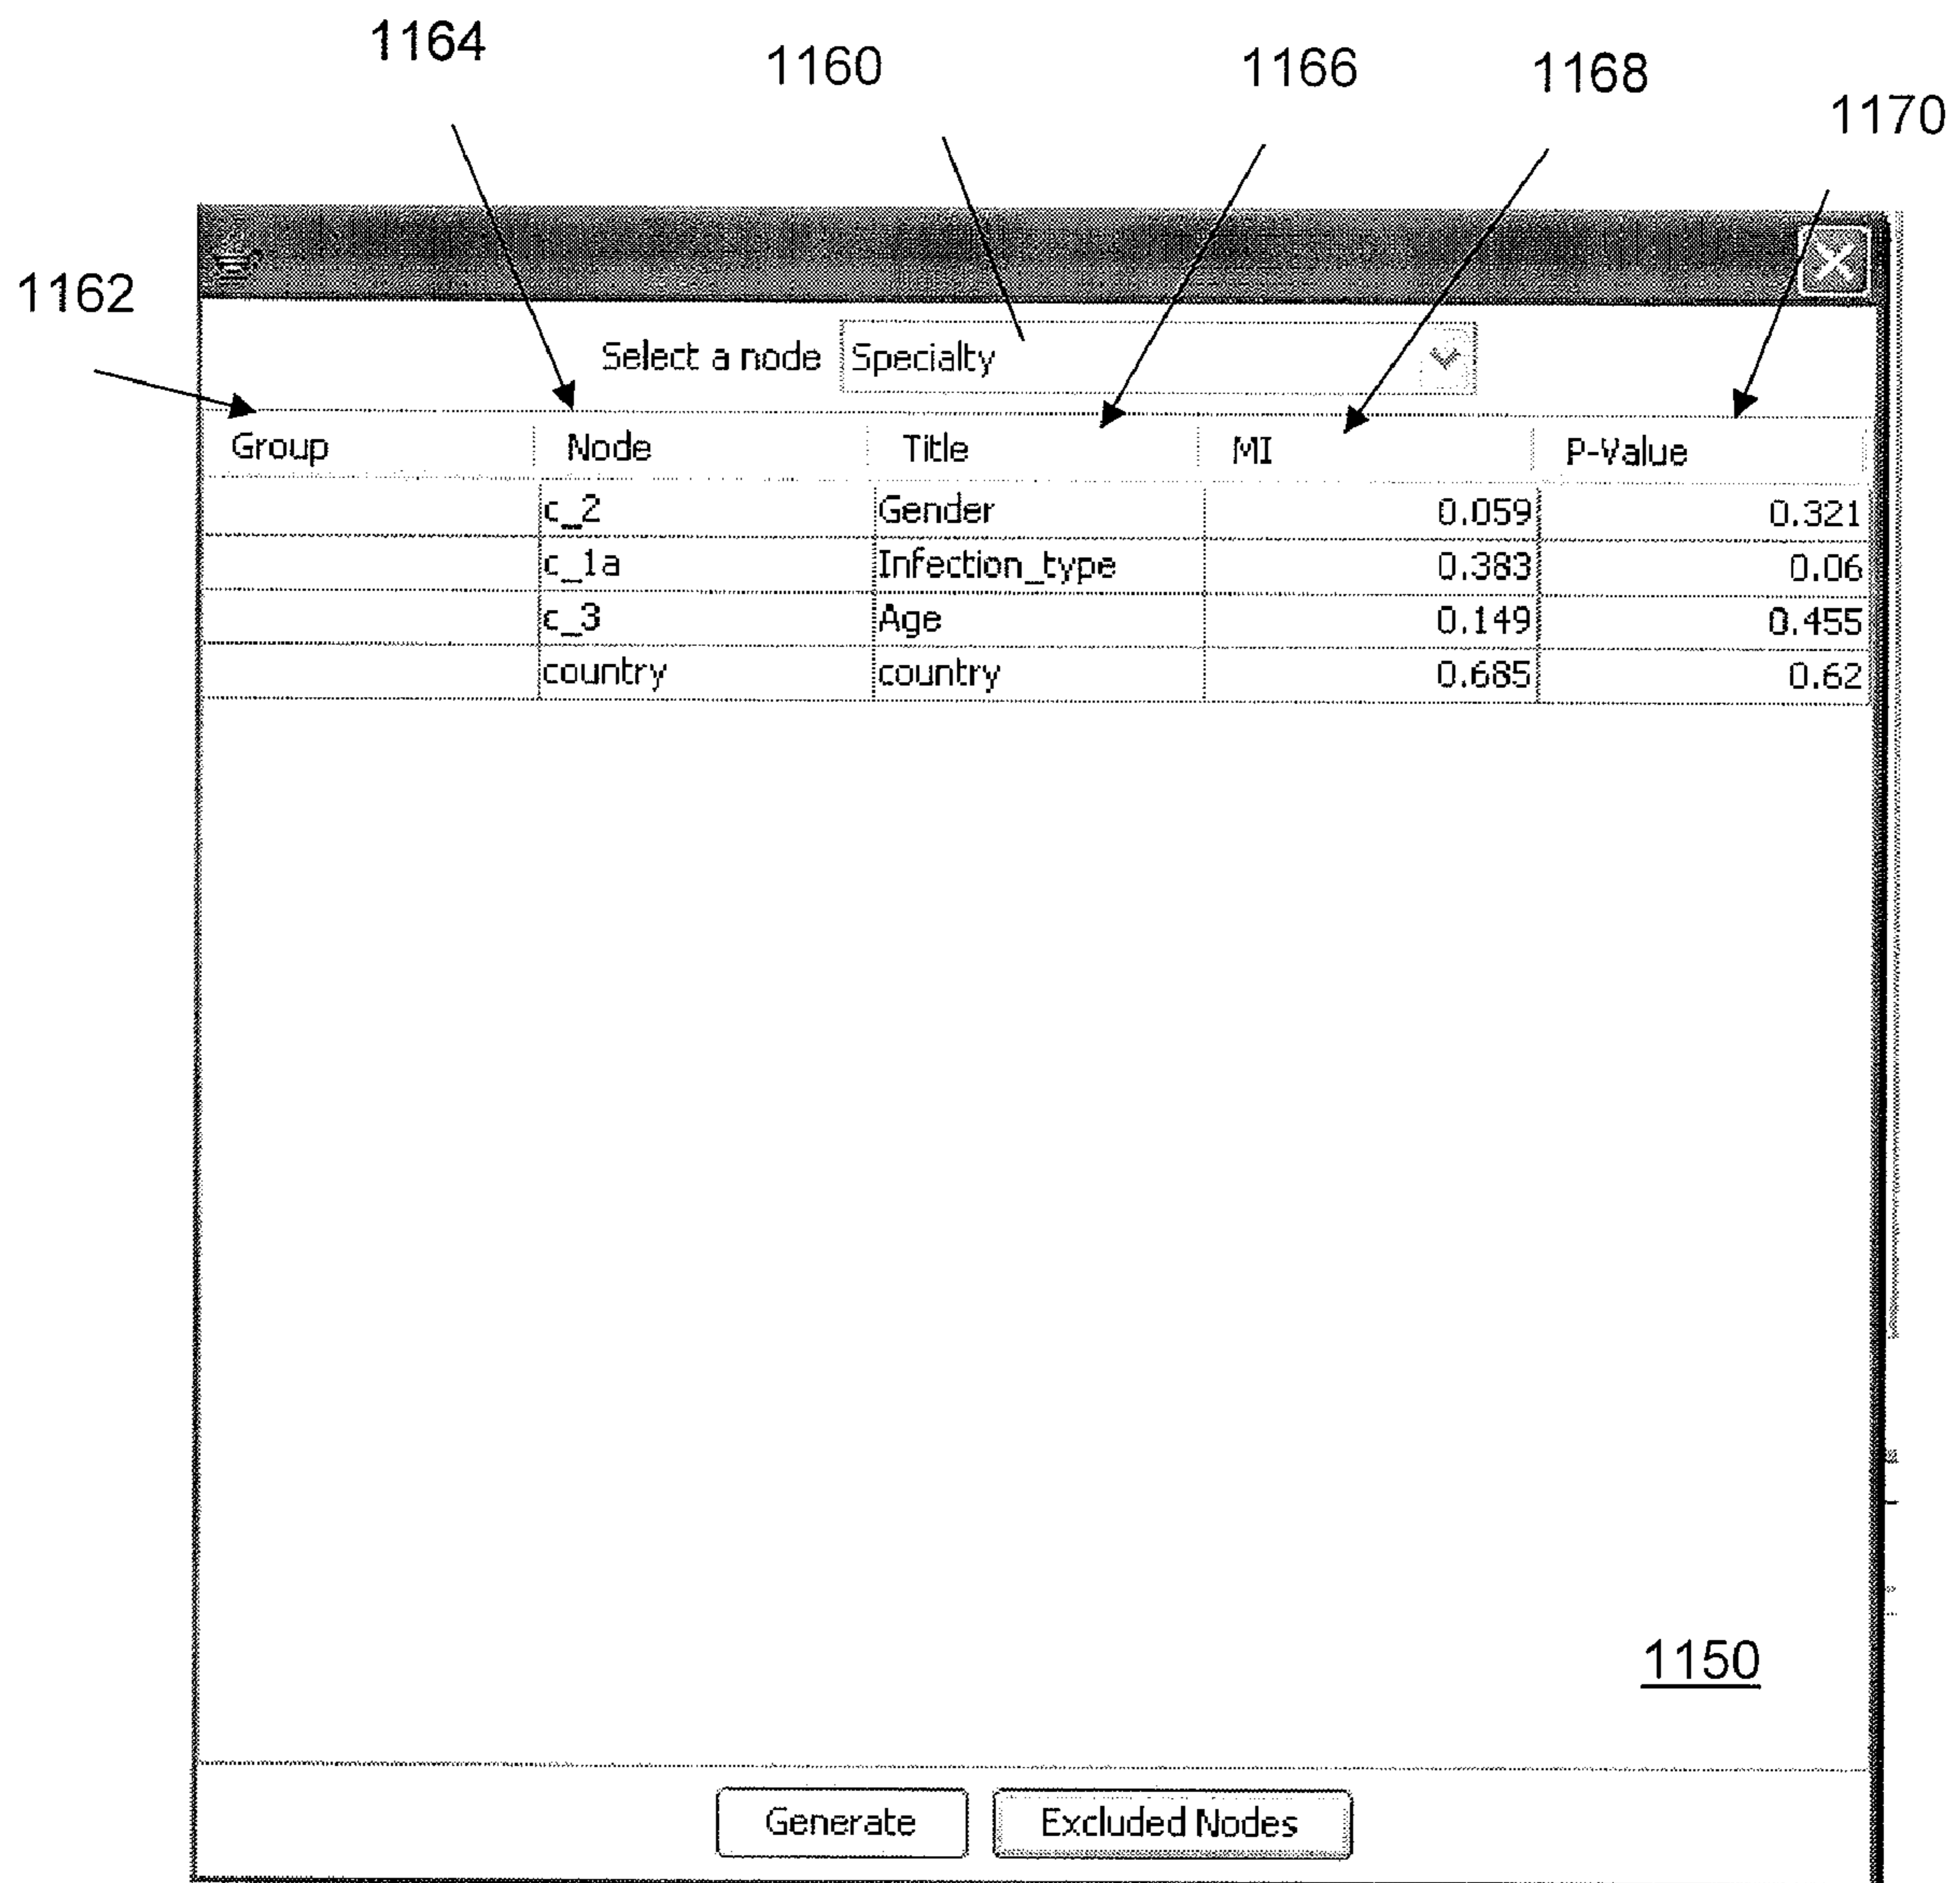 1164
1160
1166
1168
1170
1162
Select a node Specialty
Group Node Title MI P-Value
c_2 Gender 0.059 0.321
c_1a Infection_type 0.383 0.06
c_3 Age 0.149 0.455
country country 0.685 0.62
1150
Generate Excluded Nodes